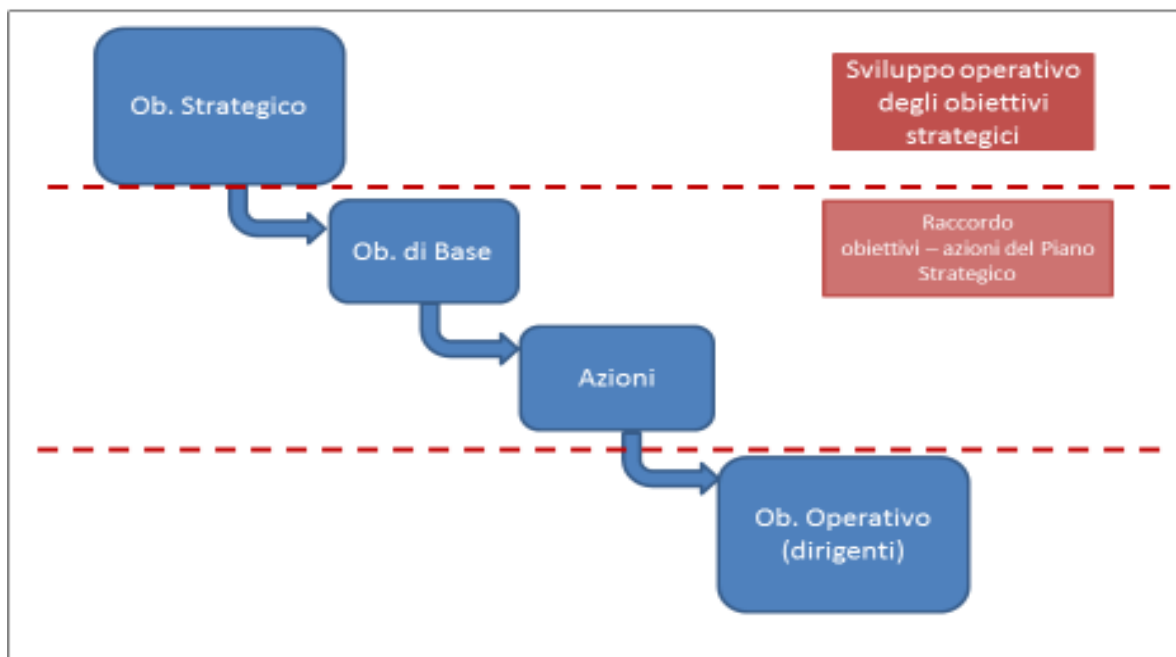 Ob. Strategico
Sviluppo operativo
degli obiettivi
strategici
Ob. di Base
Raccordo
obiettivi – azioni del Piano
Strategico
Azioni
Ob. Operativo
(dirigenti)